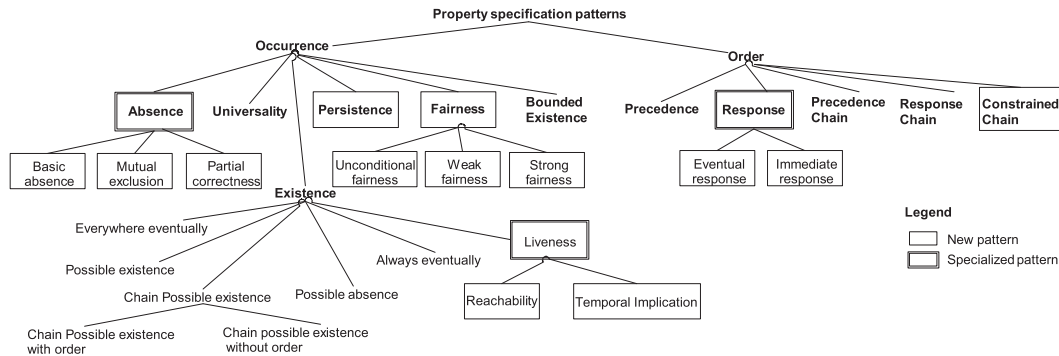 Property specification patterns
Occurrence
Order
Absence
Universality
Persistence
Fairness
Bounded
Existence
Precedence
Response
Precedence
Chain
Response
Chain
Constrained
Chain
Basic
absence
Mutual
exclusion
Partial
correctness
Unconditional
fairness
Weak
fairness
Strong
fairness
Eventual
response
Immediate
response
Existence
Everywhere eventually
Possible existence
Chain Possible existence
Possible absence
Always eventually
Liveness
Reachability
Temporal Implication
Chain Possible existence
with order
Chain possible existence
without order
Legend
New pattern
Specialized pattern